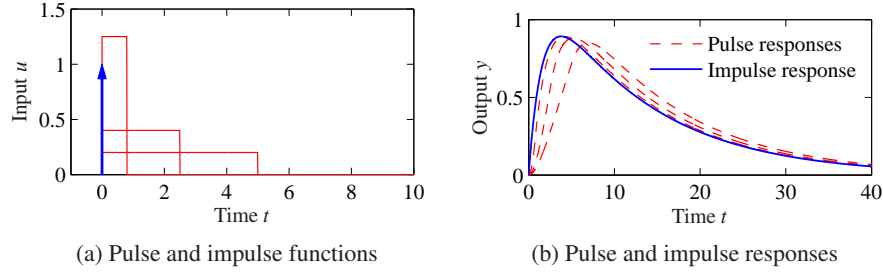 Input u
1.5
1
0.5
0
0
2
4
6
8
10
Time t
(a) Pulse and impulse functions
Output y
1
0.5
0
0
10
20
30
40
Pulse responses
Impulse response
Time t
(b) Pulse and impulse responses